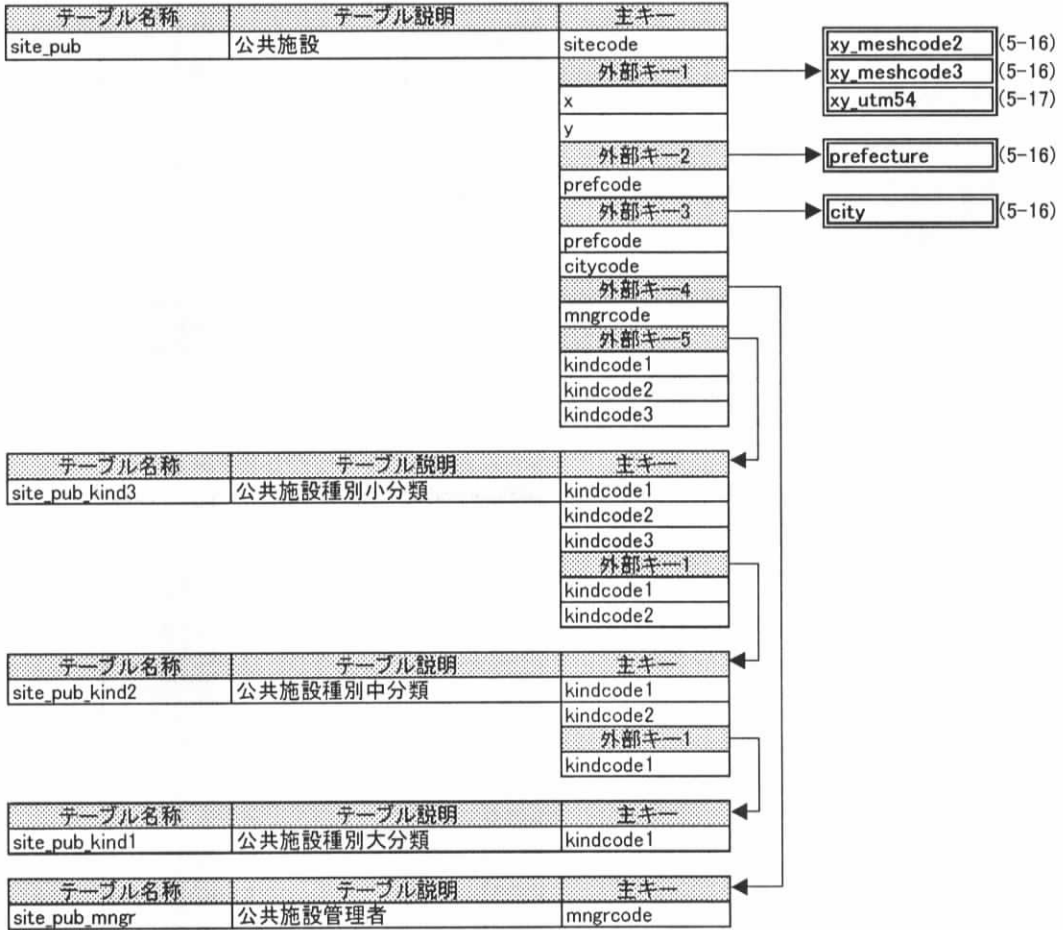 テーブル名称 テーブル説明 主キー
site_pub 公共施設 sitecode
外部キー1
x
y
外部キー2
prefcode
外部キー3
prefcode
citycode
外部キー4
mngrcode
外部キー5
kindcode1
kindcode2
kindcode3
xy_meshcode2 (5-16)
xy_meshcode3 (5-16)
xy_utm54 (5-17)
prefecture (5-16)
city (5-16)
テーブル名称 テーブル説明 主キー
site_pub_kind3 公共施設種別小分類 kindcode1
kindcode2
kindcode3
外部キー1
kindcode1
kindcode2
テーブル名称 テーブル説明 主キー
site_pub_kind2 公共施設種別中分類 kindcode1
kindcode2
外部キー1
kindcode1
テーブル名称 テーブル説明 主キー
site_pub_kind1 公共施設種別大分類 kindcode1
テーブル名称 テーブル説明 主キー
site_pub_mngr 公共施設管理者 mngrcode